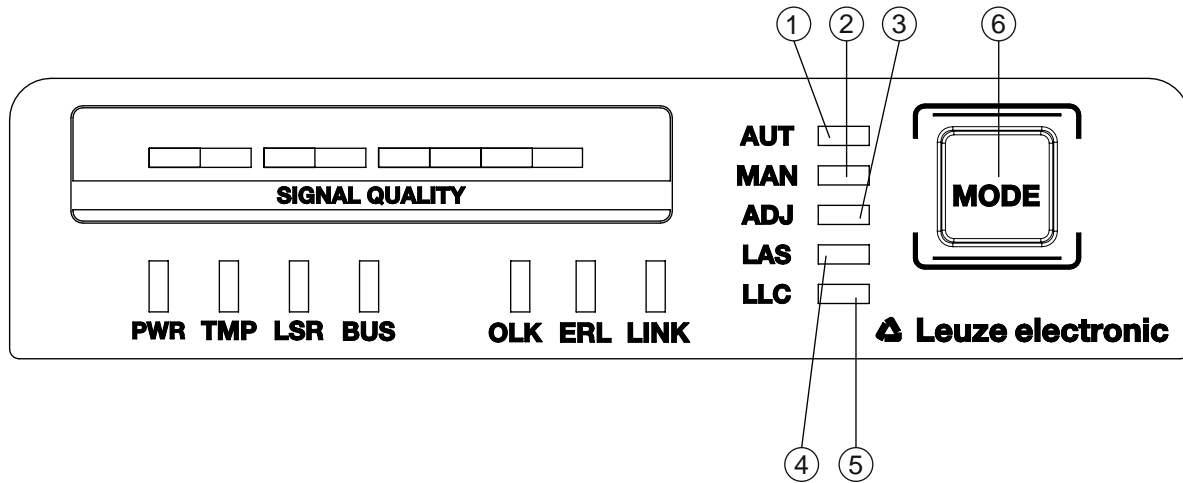 1 2 3 6
AUT
MAN
ADJ
LAS
LLC
MODE
SIGNAL QUALITY
PWR TMP LSR BUS OLK ERL LINK
Leuze electronic
4 5